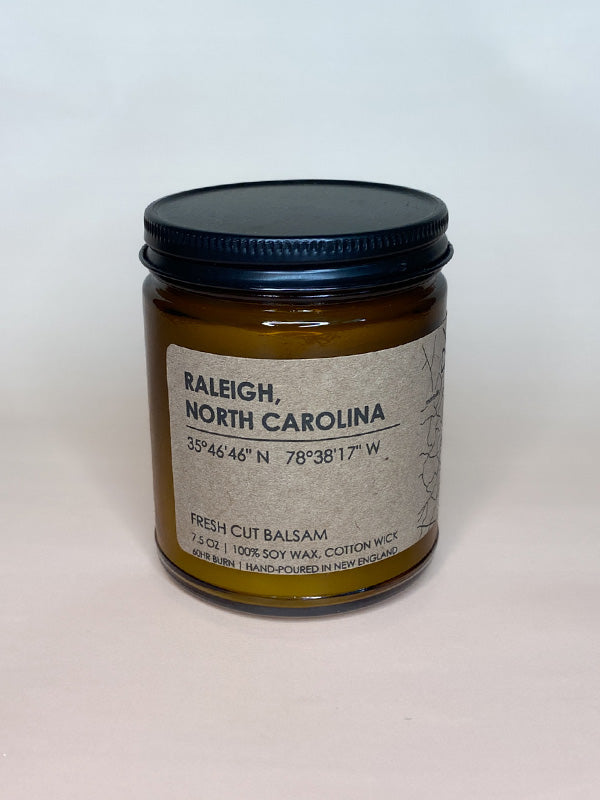 RALEIGH,
NORTH CAROLINA
35°46'46" N 78°38'17" W
FRESH CUT BALSAM
7.5 OZ | 100% SOY WAX, COTTON WICK
60HR BURN | HAND-POURED IN NEW ENGLAND